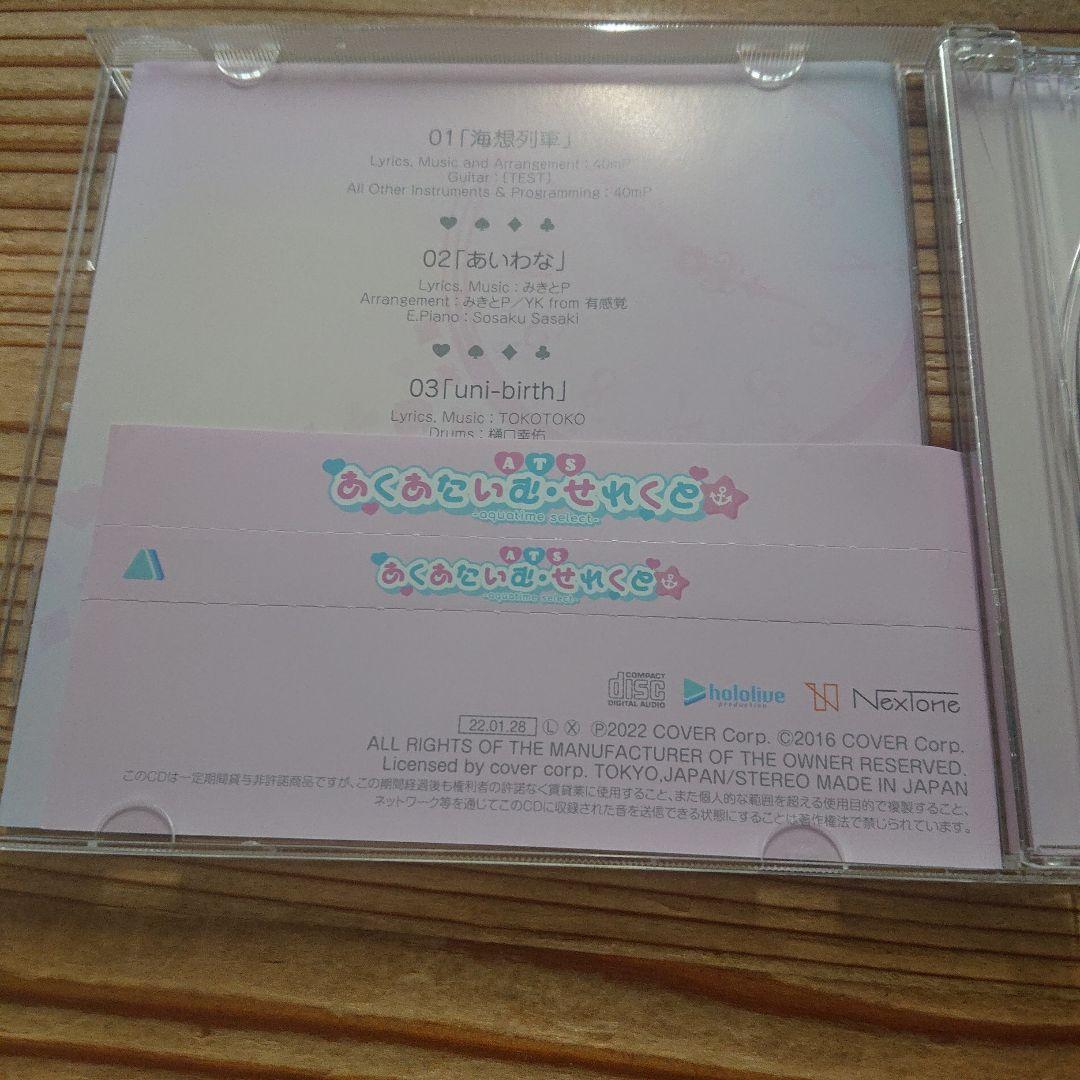 01「海想列車」
Lyrics, Music and Arrangement : 40mP
Guitar : [TEST]
All Other Instruments & Programming : 40mP
02「あいわな」
Lyrics, Music : みきとP
Arrangement : みきとP／YK from 有感覚
E.Piano : Sosaku Sasaki
03「uni-birth」
Lyrics, Music : TOKOTOKO
Drums : 樋口幸佑
ATS
あくあたいむ・せれくと
-aquatime select-
ATS
あくあたいむ・せれくと
-aquatime select-
COMPACT
disc
DIGITAL AUDIO
hololive
production
NexTone
22.01.28 Ⓛ Ⓧ Ⓟ2022 COVER Corp. ©2016 COVER Corp.
ALL RIGHTS OF THE MANUFACTURER OF THE OWNER RESERVED.
Licensed by cover corp. TOKYO,JAPAN/STEREO MADE IN JAPAN
このCDは一定期間貸与非許諾商品ですが、この期間経過後も権利者の許諾なく賃貸業に使用すること、また個人的な範囲を超える使用目的で複製すること、
ネットワーク等を通じてこのCDに収録された音を送信できる状態にすることは著作権法で禁じられています。